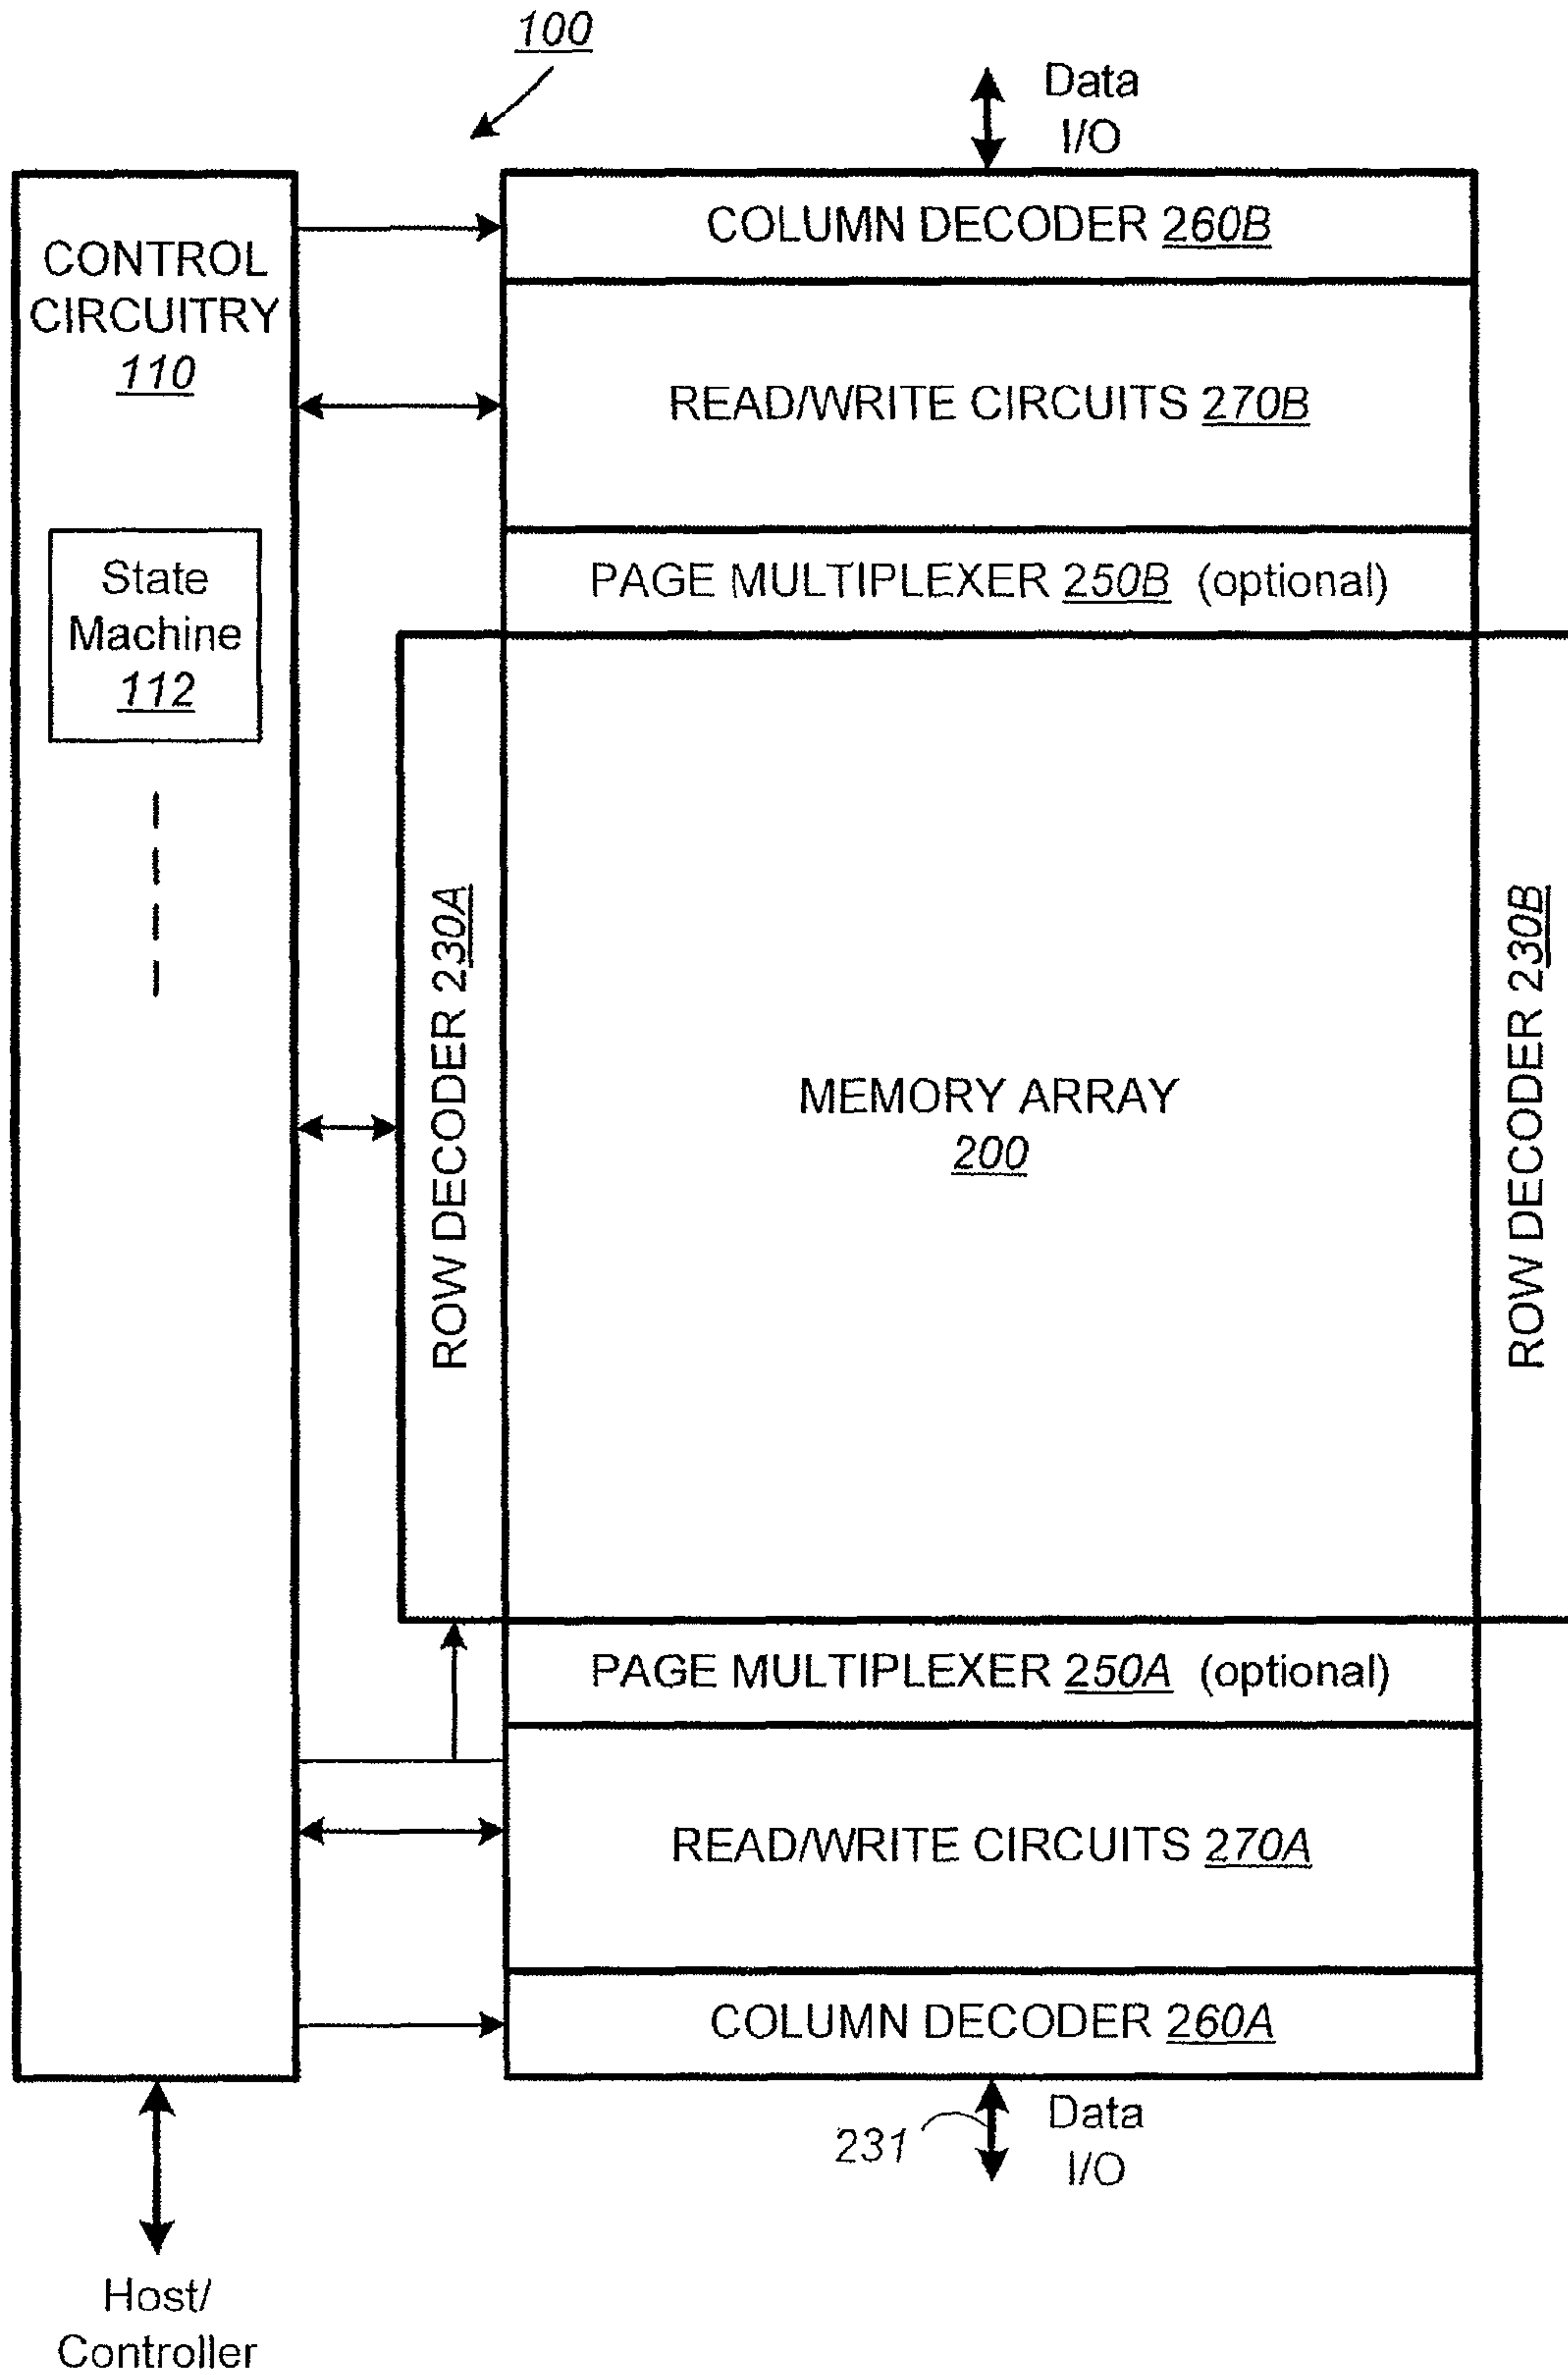 100
Data
I/O
COLUMN DECODER 260B
CONTROL
CIRCUITRY
110
READ/WRITE CIRCUITS 270B
State
Machine
112
PAGE MULTIPLEXER 250B (optional)
ROW DECODER 230A
MEMORY ARRAY
200
ROW DECODER 230B
PAGE MULTIPLEXER 250A (optional)
READ/WRITE CIRCUITS 270A
COLUMN DECODER 260A
231
Data
I/O
Host/
Controller